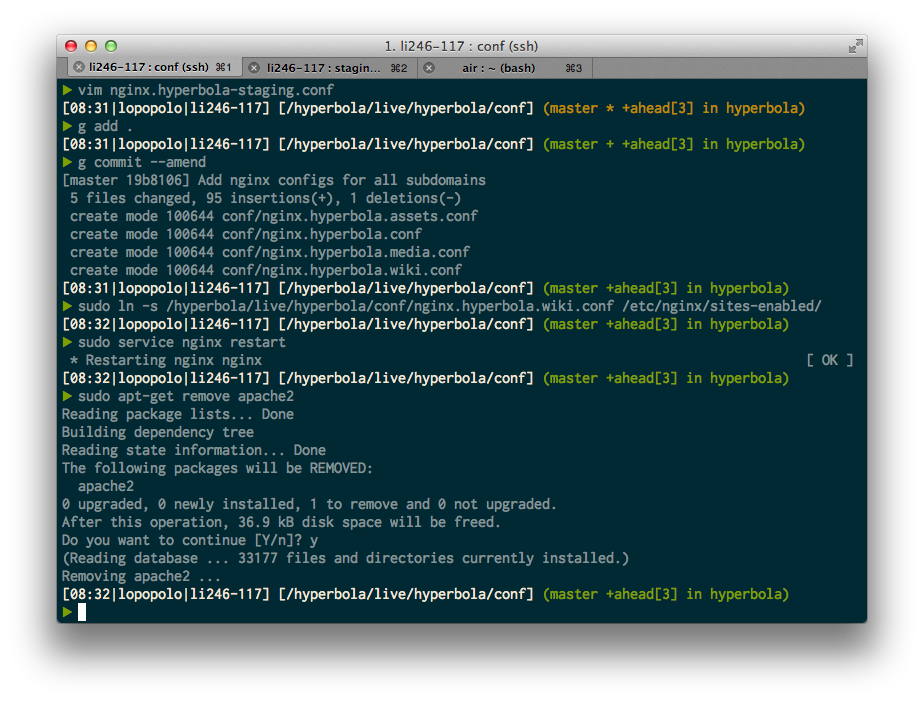 1. li246-117 : conf (ssh)
li246-117 : conf (ssh) ⌘1 li246-117 : stagin... ⌘2 air : ~ (bash) ⌘3
▶ vim nginx.hyperbola-staging.conf
[08:31|lopopolo|li246-117] [/hyperbola/live/hyperbola/conf] (master * +ahead[3] in hyperbola)
▶ g add .
[08:31|lopopolo|li246-117] [/hyperbola/live/hyperbola/conf] (master + +ahead[3] in hyperbola)
▶ g commit --amend
[master 19b8106] Add nginx configs for all subdomains
 5 files changed, 95 insertions(+), 1 deletions(-)
 create mode 100644 conf/nginx.hyperbola.assets.conf
 create mode 100644 conf/nginx.hyperbola.conf
 create mode 100644 conf/nginx.hyperbola.media.conf
 create mode 100644 conf/nginx.hyperbola.wiki.conf
[08:31|lopopolo|li246-117] [/hyperbola/live/hyperbola/conf] (master +ahead[3] in hyperbola)
▶ sudo ln -s /hyperbola/live/hyperbola/conf/nginx.hyperbola.wiki.conf /etc/nginx/sites-enabled/
[08:32|lopopolo|li246-117] [/hyperbola/live/hyperbola/conf] (master +ahead[3] in hyperbola)
▶ sudo service nginx restart
 * Restarting nginx nginx [ OK ]
[08:32|lopopolo|li246-117] [/hyperbola/live/hyperbola/conf] (master +ahead[3] in hyperbola)
▶ sudo apt-get remove apache2
Reading package lists... Done
Building dependency tree
Reading state information... Done
The following packages will be REMOVED:
  apache2
0 upgraded, 0 newly installed, 1 to remove and 0 not upgraded.
After this operation, 36.9 kB disk space will be freed.
Do you want to continue [Y/n]? y
(Reading database ... 33177 files and directories currently installed.)
Removing apache2 ...
[08:32|lopopolo|li246-117] [/hyperbola/live/hyperbola/conf] (master +ahead[3] in hyperbola)
▶